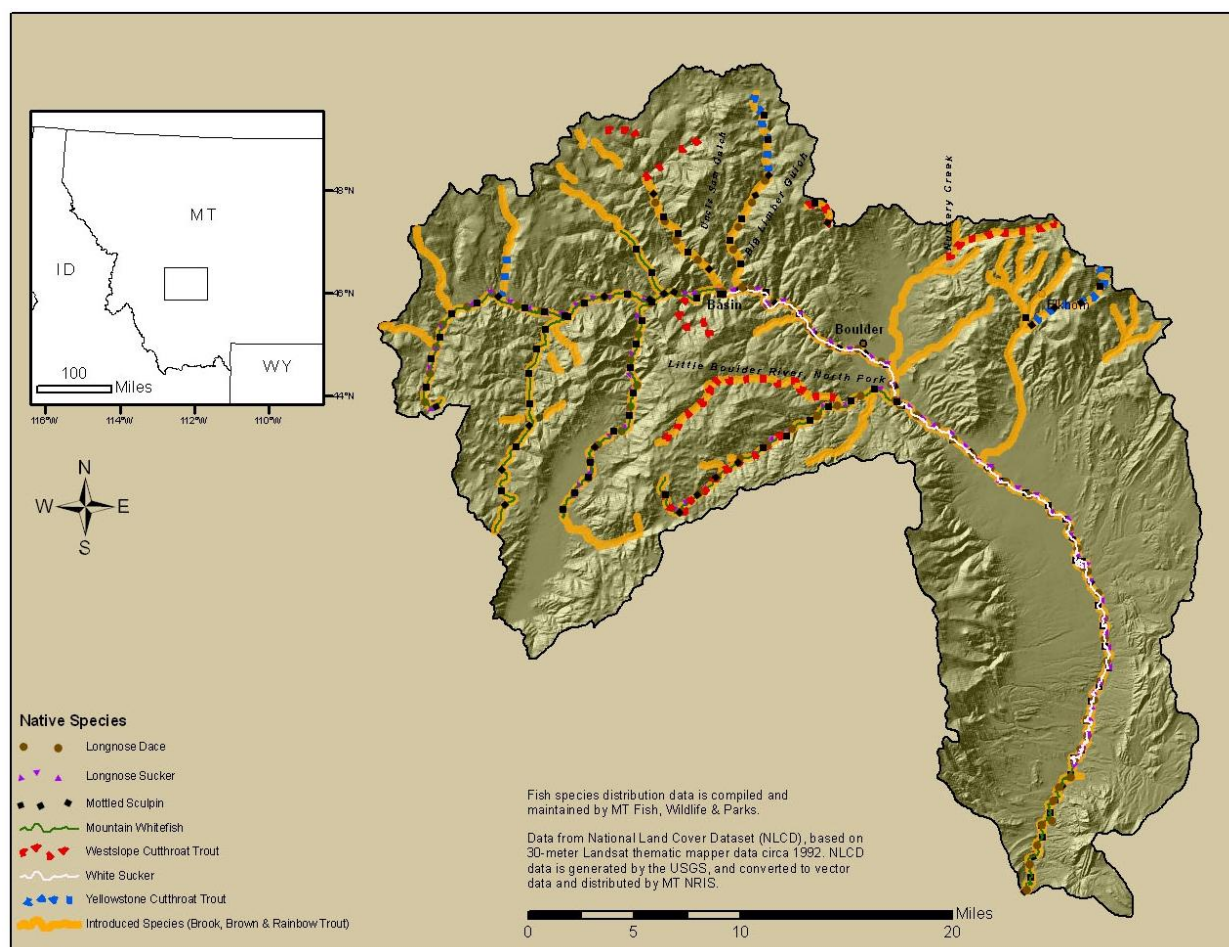 MT
ID
WY
48°N
46°N
44°N
116°W
114°W
112°W
110°W
100
Miles
N
W
E
S
Uncle Sam Gulch
Big Limber Gulch
Nursery Creek
Basin
Boulder
Elkhorn
Little Boulder River, North Fork
Native Species
Longnose Dace
Longnose Sucker
Mottled Sculpin
Mountain Whitefish
Westslope Cutthroat Trout
White Sucker
Yellowstone Cutthroat Trout
Introduced Species (Brook, Brown & Rainbow Trout)
Fish species distribution data is compiled and
maintained by MT Fish, Wildlife & Parks.
Data from National Land Cover Dataset (NLCD), based on
30-meter Landsat thematic mapper data circa 1992. NLCD
data is generated by the USGS, and converted to vector
data and distributed by MT NRIS.
Miles
0
5
10
20